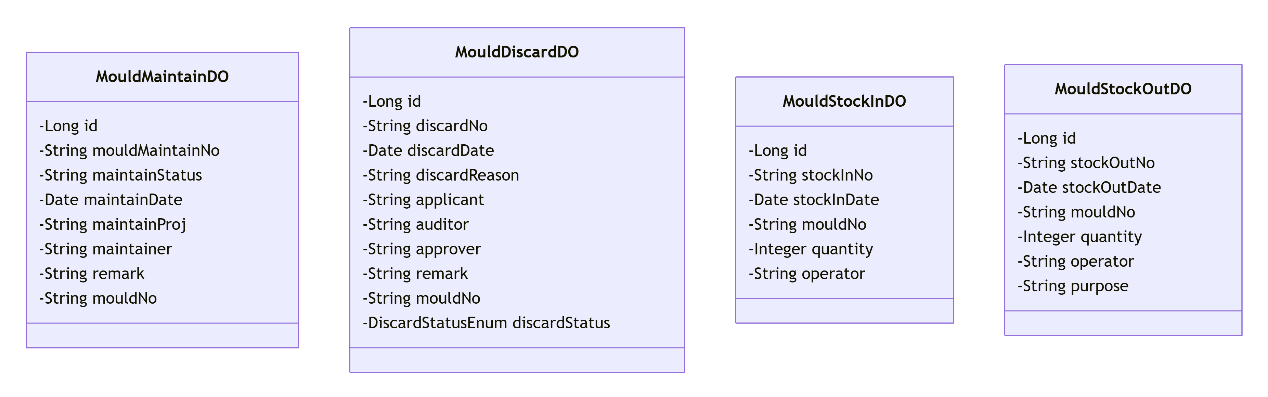 MouldMaintainDO
-Long id
-String mouldMaintainNo
-String maintainStatus
-Date maintainDate
-String maintainProj
-String maintainer
-String remark
-String mouldNo
MouldDiscardDO
-Long id
-String discardNo
-Date discardDate
-String discardReason
-String applicant
-String auditor
-String approver
-String remark
-String mouldNo
-DiscardStatusEnum discardStatus
MouldStockInDO
-Long id
-String stockInNo
-Date stockInDate
-String mouldNo
-Integer quantity
-String operator
MouldStockOutDO
-Long id
-String stockOutNo
-Date stockOutDate
-String mouldNo
-Integer quantity
-String operator
-String purpose